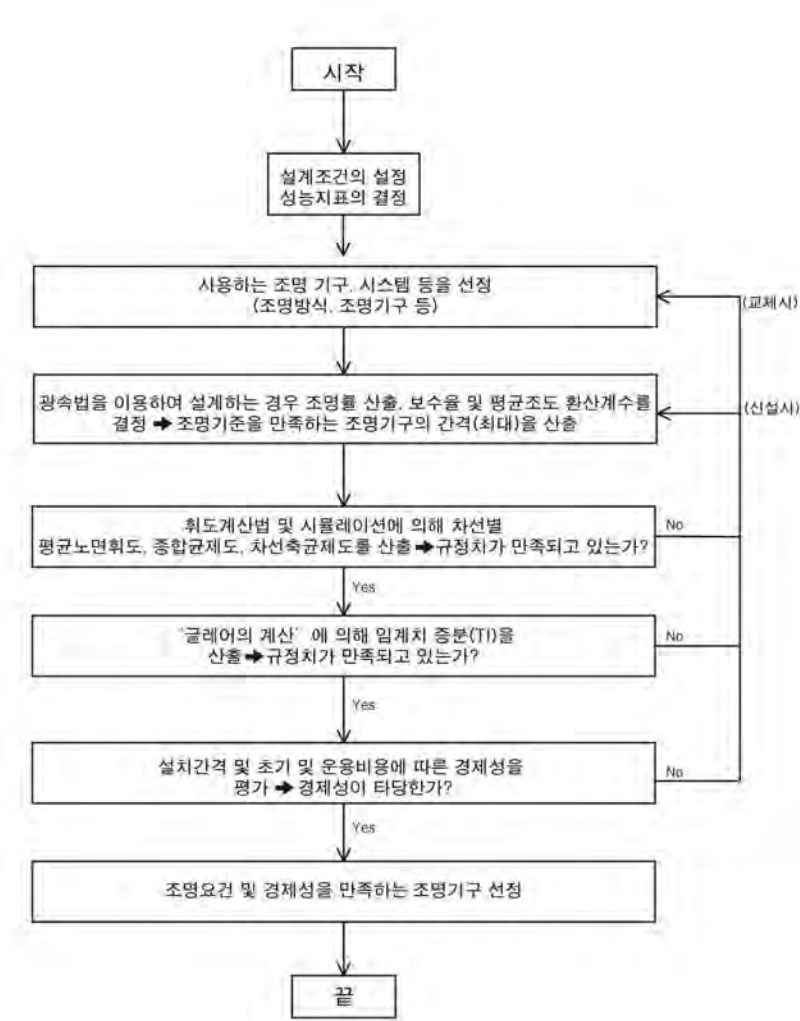 시작
설계조건의 설정
성능지표의 결정
사용하는 조명 기구, 시스템 등을 선정
(조명방식, 조명기구 등)
(교체시)
광속법을 이용하여 설계하는 경우 조명률 산출, 보수율 및 평균조도 환산계수를
결정 ➜ 조명기준을 만족하는 조명기구의 간격(최대)을 산출
(신설시)
휘도계산법 및 시뮬레이션에 의해 차선별
평균노면휘도, 종합균제도, 차선축균제도를 산출 ➜규정치가 만족되고 있는가?
No
Yes
'글레어의 계산' 에 의해 임계치 증분(TI)을
산출➜규정치가 만족되고 있는가?
No
Yes
설치간격 및 초기 및 운용비용에 따른 경제성을
평가 ➜경제성이 타당한가?
No
Yes
조명요건 및 경제성을 만족하는 조명기구 선정
끝